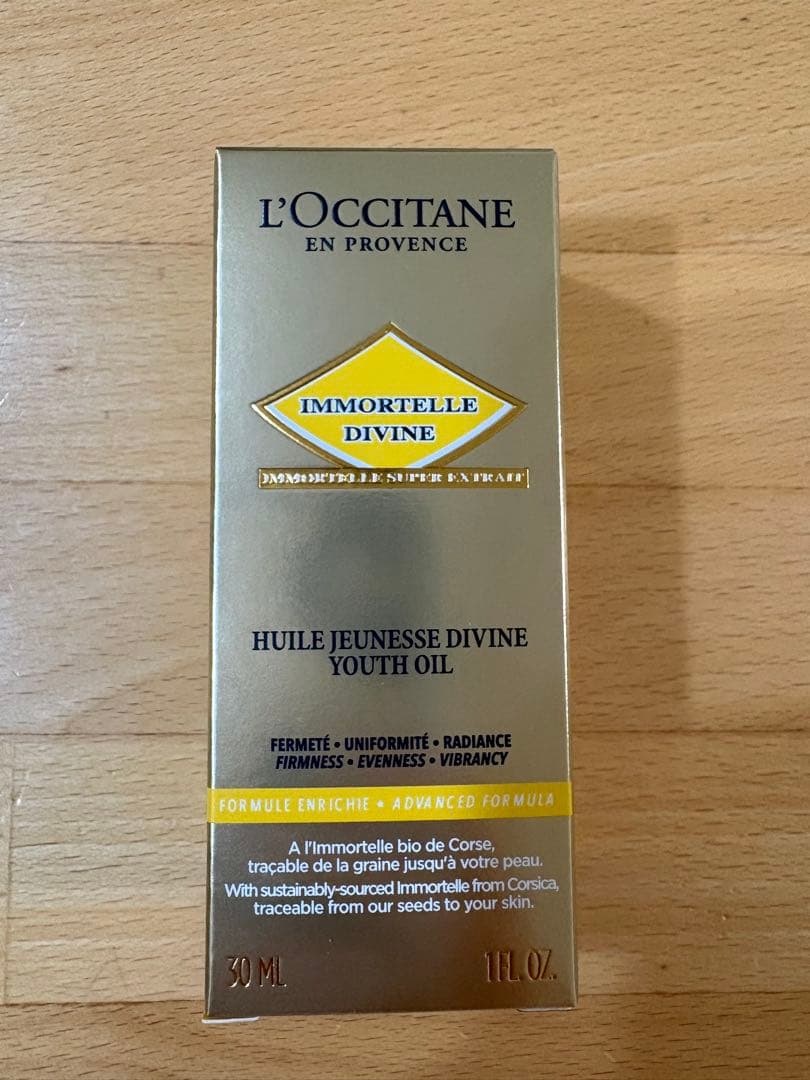 L'OCCITANE
EN PROVENCE
IMMORTELLE
DIVINE
IMMORTELLE SUPER EXTRAIT
HUILE JEUNESSE DIVINE
YOUTH OIL
FERMETÉ • UNIFORMITÉ • RADIANCE
FIRMNESS • EVENNESS • VIBRANCY
FORMULE ENRICHIE • ADVANCED FORMULA
A l'Immortelle bio de Corse,
traçable de la graine jusqu'à votre peau.
With sustainably-sourced Immortelle from Corsica,
traceable from our seeds to your skin.
30 ML
1 FL. OZ.